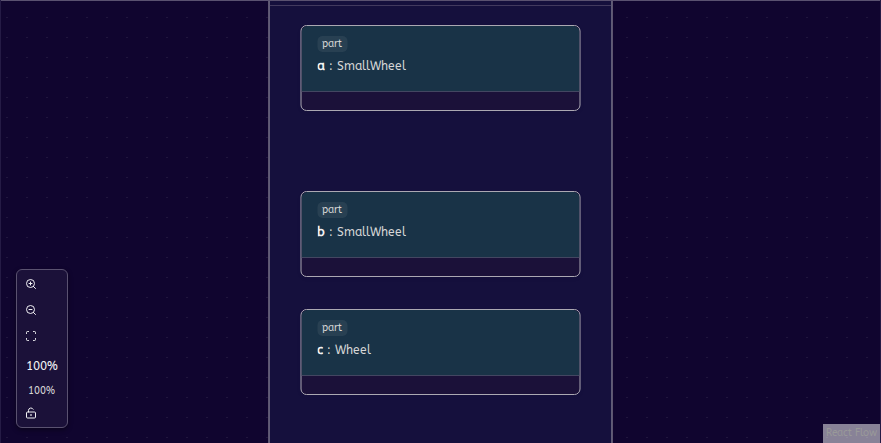 part
a : SmallWheel
part
b : SmallWheel
part
c : Wheel
100%
100%
React Flow